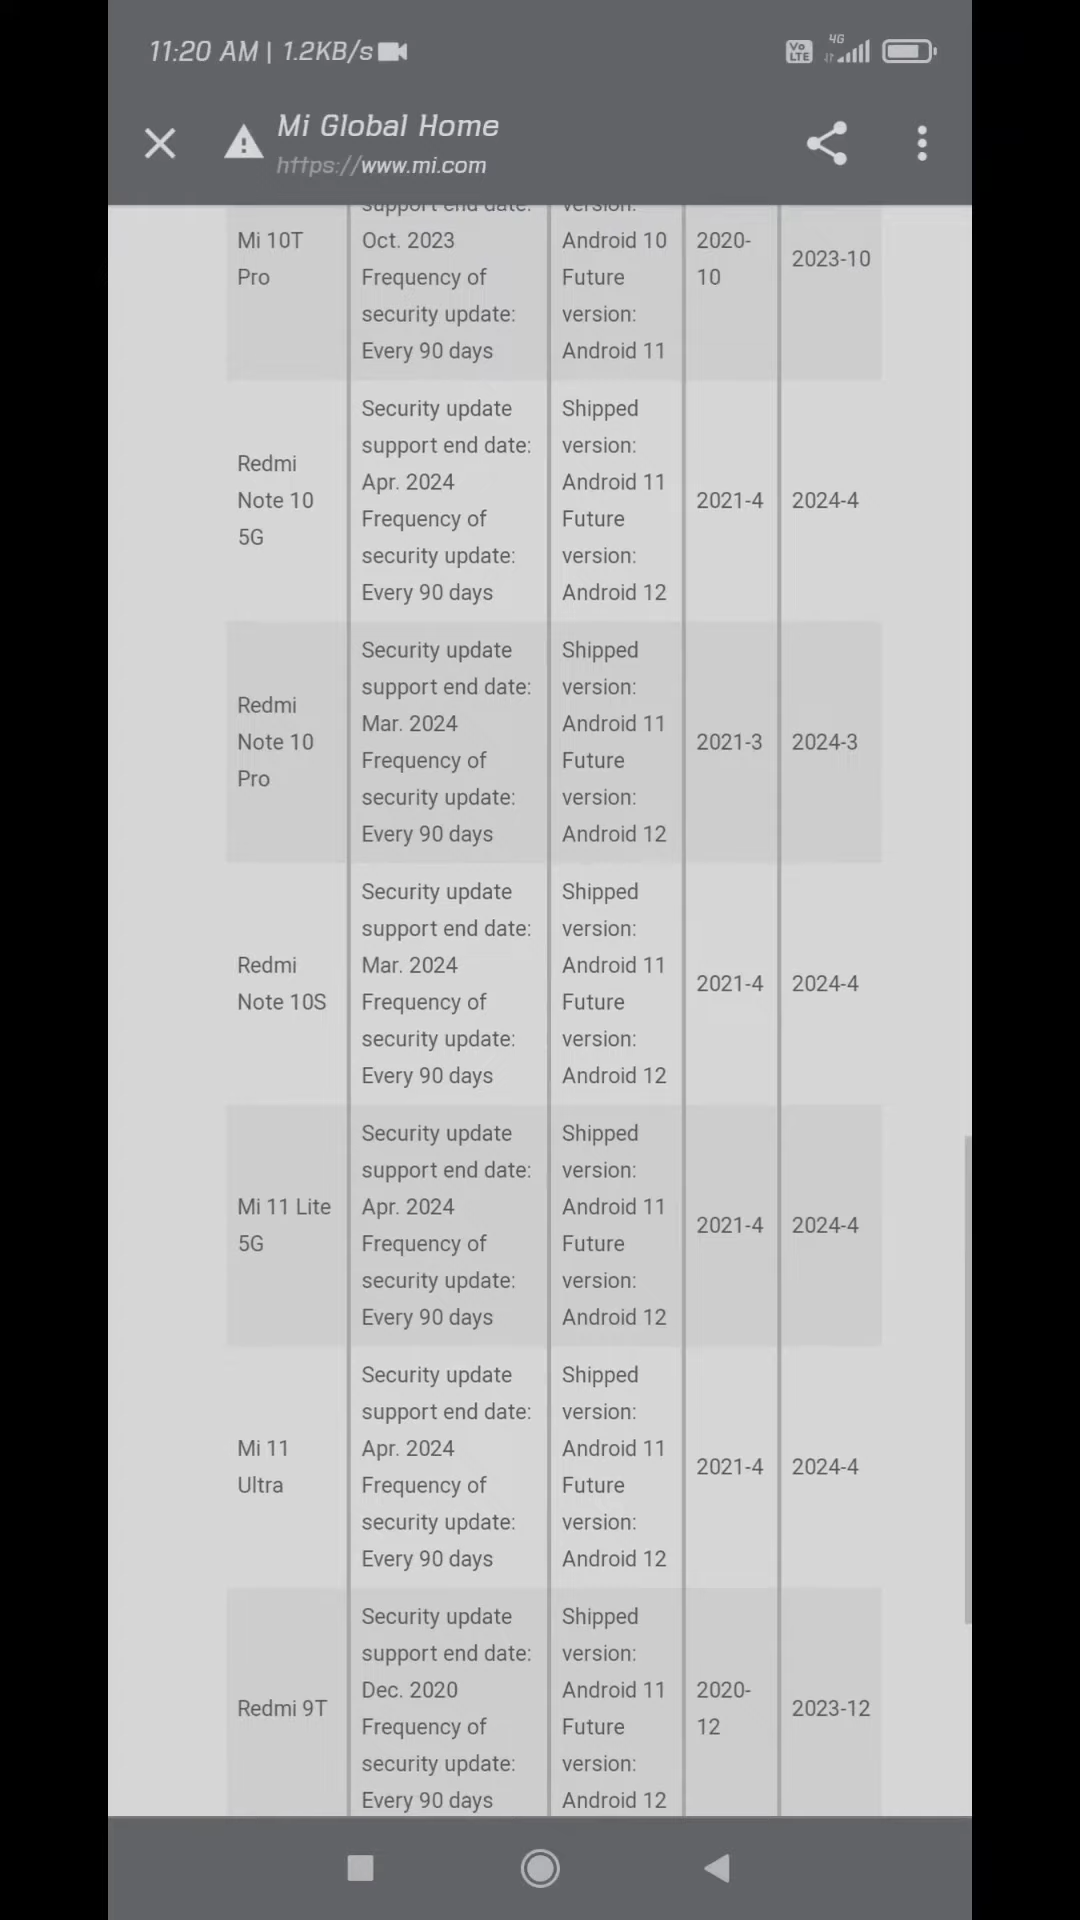 11:20 AM | 1.2KB/s
Vo LTE 4G
Mi Global Home
https://www.mi.com
support end date:
version:
Mi 10T
Pro
Oct. 2023
Frequency of
security update:
Every 90 days
Android 10
Future
version:
Android 11
2020-
10
2023-10
Redmi
Note 10
5G
Security update
support end date:
Apr. 2024
Frequency of
security update:
Every 90 days
Shipped
version:
Android 11
Future
version:
Android 12
2021-4
2024-4
Redmi
Note 10
Pro
Security update
support end date:
Mar. 2024
Frequency of
security update:
Every 90 days
Shipped
version:
Android 11
Future
version:
Android 12
2021-3
2024-3
Redmi
Note 10S
Security update
support end date:
Mar. 2024
Frequency of
security update:
Every 90 days
Shipped
version:
Android 11
Future
version:
Android 12
2021-4
2024-4
Mi 11 Lite
5G
Security update
support end date:
Apr. 2024
Frequency of
security update:
Every 90 days
Shipped
version:
Android 11
Future
version:
Android 12
2021-4
2024-4
Mi 11
Ultra
Security update
support end date:
Apr. 2024
Frequency of
security update:
Every 90 days
Shipped
version:
Android 11
Future
version:
Android 12
2021-4
2024-4
Redmi 9T
Security update
support end date:
Dec. 2020
Frequency of
security update:
Every 90 days
Shipped
version:
Android 11
Future
version:
Android 12
2020-
12
2023-12